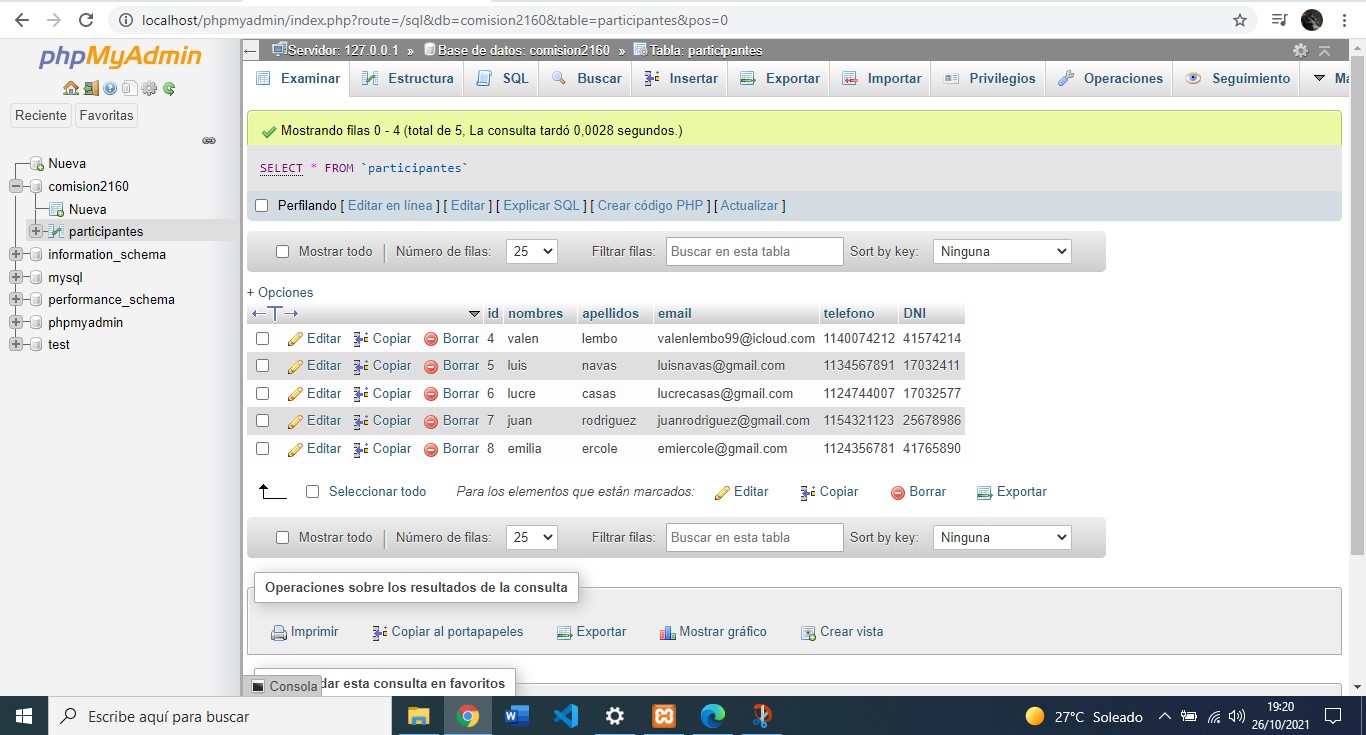 localhost/phpmyadmin/index.php?route=/sql&db=comision2160&table=participantes&pos=0
phpMyAdmin
Reciente Favoritas
Nueva
comision2160
Nueva
participantes
information_schema
mysql
performance_schema
phpmyadmin
test
Servidor: 127.0.0.1 » Base de datos: comision2160 » Tabla: participantes
Examinar Estructura SQL Buscar Insertar Exportar Importar Privilegios Operaciones Seguimiento Má
Mostrando filas 0 - 4 (total de 5, La consulta tardó 0,0028 segundos.)
SELECT * FROM `participantes`
Perfilando [ Editar en línea ] [ Editar ] [ Explicar SQL ] [ Crear código PHP ] [ Actualizar ]
Mostrar todo Número de filas: 25 Filtrar filas: Buscar en esta tabla Sort by key: Ninguna
+ Opciones
←T→ id nombres apellidos email telefono DNI
Editar Copiar Borrar 4 valen lembo valenlembo99@icloud.com 1140074212 41574214
Editar Copiar Borrar 5 luis navas luisnavas@gmail.com 1134567891 17032411
Editar Copiar Borrar 6 lucre casas lucrecasas@gmail.com 1124744007 17032577
Editar Copiar Borrar 7 juan rodriguez juanrodriguez@gmail.com 1154321123 25678986
Editar Copiar Borrar 8 emilia ercole emiercole@gmail.com 1124356781 41765890
Seleccionar todo Para los elementos que están marcados: Editar Copiar Borrar Exportar
Mostrar todo Número de filas: 25 Filtrar filas: Buscar en esta tabla Sort by key: Ninguna
Operaciones sobre los resultados de la consulta
Imprimir Copiar al portapapeles Exportar Mostrar gráfico Crear vista
Consola dar esta consulta en favoritos
Escribe aquí para buscar
27°C Soleado
19:20
26/10/2021